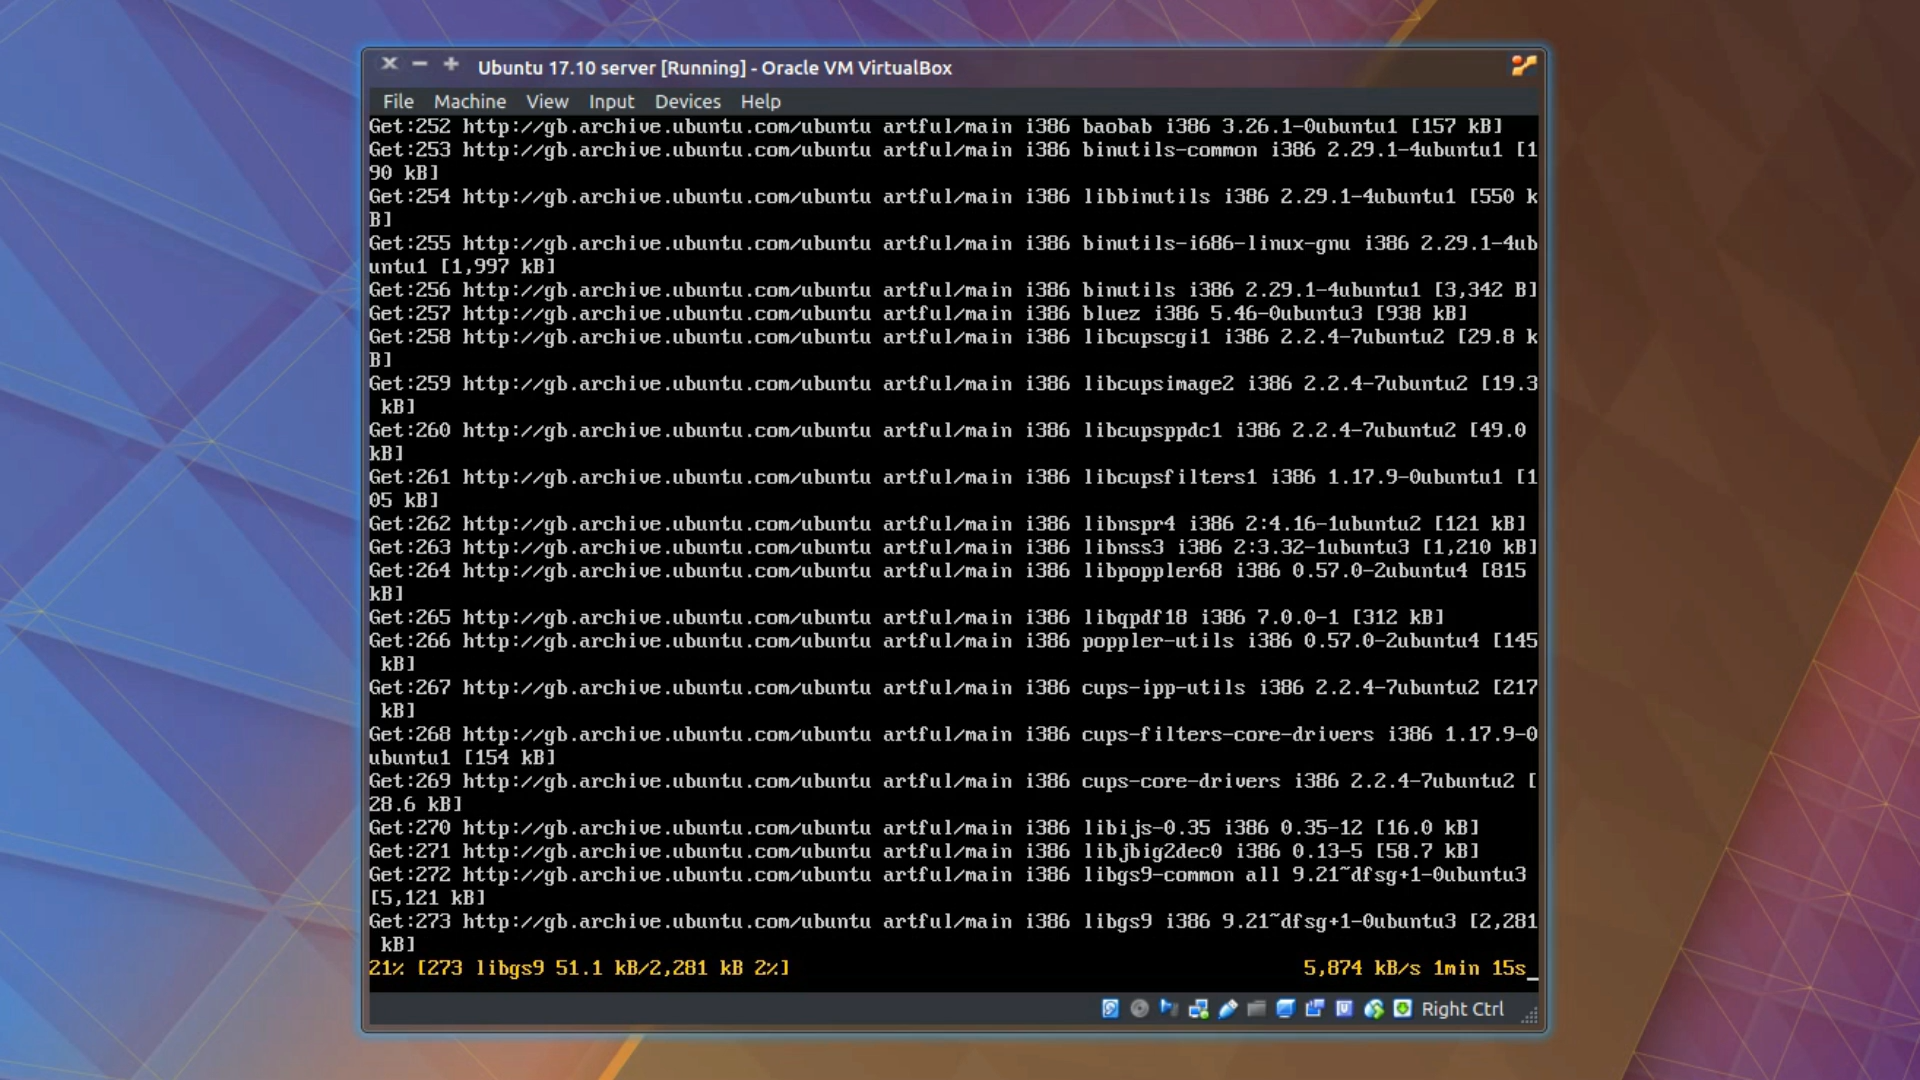 Ubuntu 17.10 server [Running] - Oracle VM VirtualBox
File Machine View Input Devices Help
Get:252 http://gb.archive.ubuntu.com/ubuntu artful/main i386 baobab i386 3.26.1-0ubuntu1 [157 kB]
Get:253 http://gb.archive.ubuntu.com/ubuntu artful/main i386 binutils-common i386 2.29.1-4ubuntu1 [1
90 kB]
Get:254 http://gb.archive.ubuntu.com/ubuntu artful/main i386 libbinutils i386 2.29.1-4ubuntu1 [550 k
B]
Get:255 http://gb.archive.ubuntu.com/ubuntu artful/main i386 binutils-i686-linux-gnu i386 2.29.1-4ub
untu1 [1,997 kB]
Get:256 http://gb.archive.ubuntu.com/ubuntu artful/main i386 binutils i386 2.29.1-4ubuntu1 [3,342 B]
Get:257 http://gb.archive.ubuntu.com/ubuntu artful/main i386 bluez i386 5.46-0ubuntu3 [938 kB]
Get:258 http://gb.archive.ubuntu.com/ubuntu artful/main i386 libcupscgi1 i386 2.2.4-7ubuntu2 [29.8 k
B]
Get:259 http://gb.archive.ubuntu.com/ubuntu artful/main i386 libcupsimage2 i386 2.2.4-7ubuntu2 [19.3
 kB]
Get:260 http://gb.archive.ubuntu.com/ubuntu artful/main i386 libcupsppdc1 i386 2.2.4-7ubuntu2 [49.0
kB]
Get:261 http://gb.archive.ubuntu.com/ubuntu artful/main i386 libcupsfilters1 i386 1.17.9-0ubuntu1 [1
05 kB]
Get:262 http://gb.archive.ubuntu.com/ubuntu artful/main i386 libnspr4 i386 2:4.16-1ubuntu2 [121 kB]
Get:263 http://gb.archive.ubuntu.com/ubuntu artful/main i386 libnss3 i386 2:3.32-1ubuntu3 [1,210 kB]
Get:264 http://gb.archive.ubuntu.com/ubuntu artful/main i386 libpoppler68 i386 0.57.0-2ubuntu4 [815
kB]
Get:265 http://gb.archive.ubuntu.com/ubuntu artful/main i386 libqpdf18 i386 7.0.0-1 [312 kB]
Get:266 http://gb.archive.ubuntu.com/ubuntu artful/main i386 poppler-utils i386 0.57.0-2ubuntu4 [145
 kB]
Get:267 http://gb.archive.ubuntu.com/ubuntu artful/main i386 cups-ipp-utils i386 2.2.4-7ubuntu2 [217
 kB]
Get:268 http://gb.archive.ubuntu.com/ubuntu artful/main i386 cups-filters-core-drivers i386 1.17.9-0
ubuntu1 [154 kB]
Get:269 http://gb.archive.ubuntu.com/ubuntu artful/main i386 cups-core-drivers i386 2.2.4-7ubuntu2 [
28.6 kB]
Get:270 http://gb.archive.ubuntu.com/ubuntu artful/main i386 libijs-0.35 i386 0.35-12 [16.0 kB]
Get:271 http://gb.archive.ubuntu.com/ubuntu artful/main i386 libjbig2dec0 i386 0.13-5 [58.7 kB]
Get:272 http://gb.archive.ubuntu.com/ubuntu artful/main i386 libgs9-common all 9.21~dfsg+1-0ubuntu3
[5,121 kB]
Get:273 http://gb.archive.ubuntu.com/ubuntu artful/main i386 libgs9 i386 9.21~dfsg+1-0ubuntu3 [2,281
 kB]
21% [273 libgs9 51.1 kB/2,281 kB 2%] 5,874 kB/s 1min 15s_
Right Ctrl